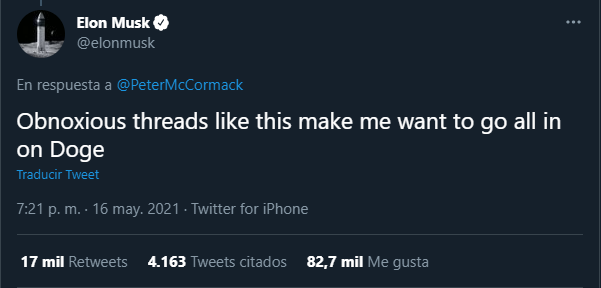 Elon Musk
@elonmusk
En respuesta a @PeterMcCormack
Obnoxious threads like this make me want to go all in
on Doge
Traducir Tweet
7:21 p. m. · 16 may. 2021 · Twitter for iPhone
17 mil Retweets 4.163 Tweets citados 82,7 mil Me gusta